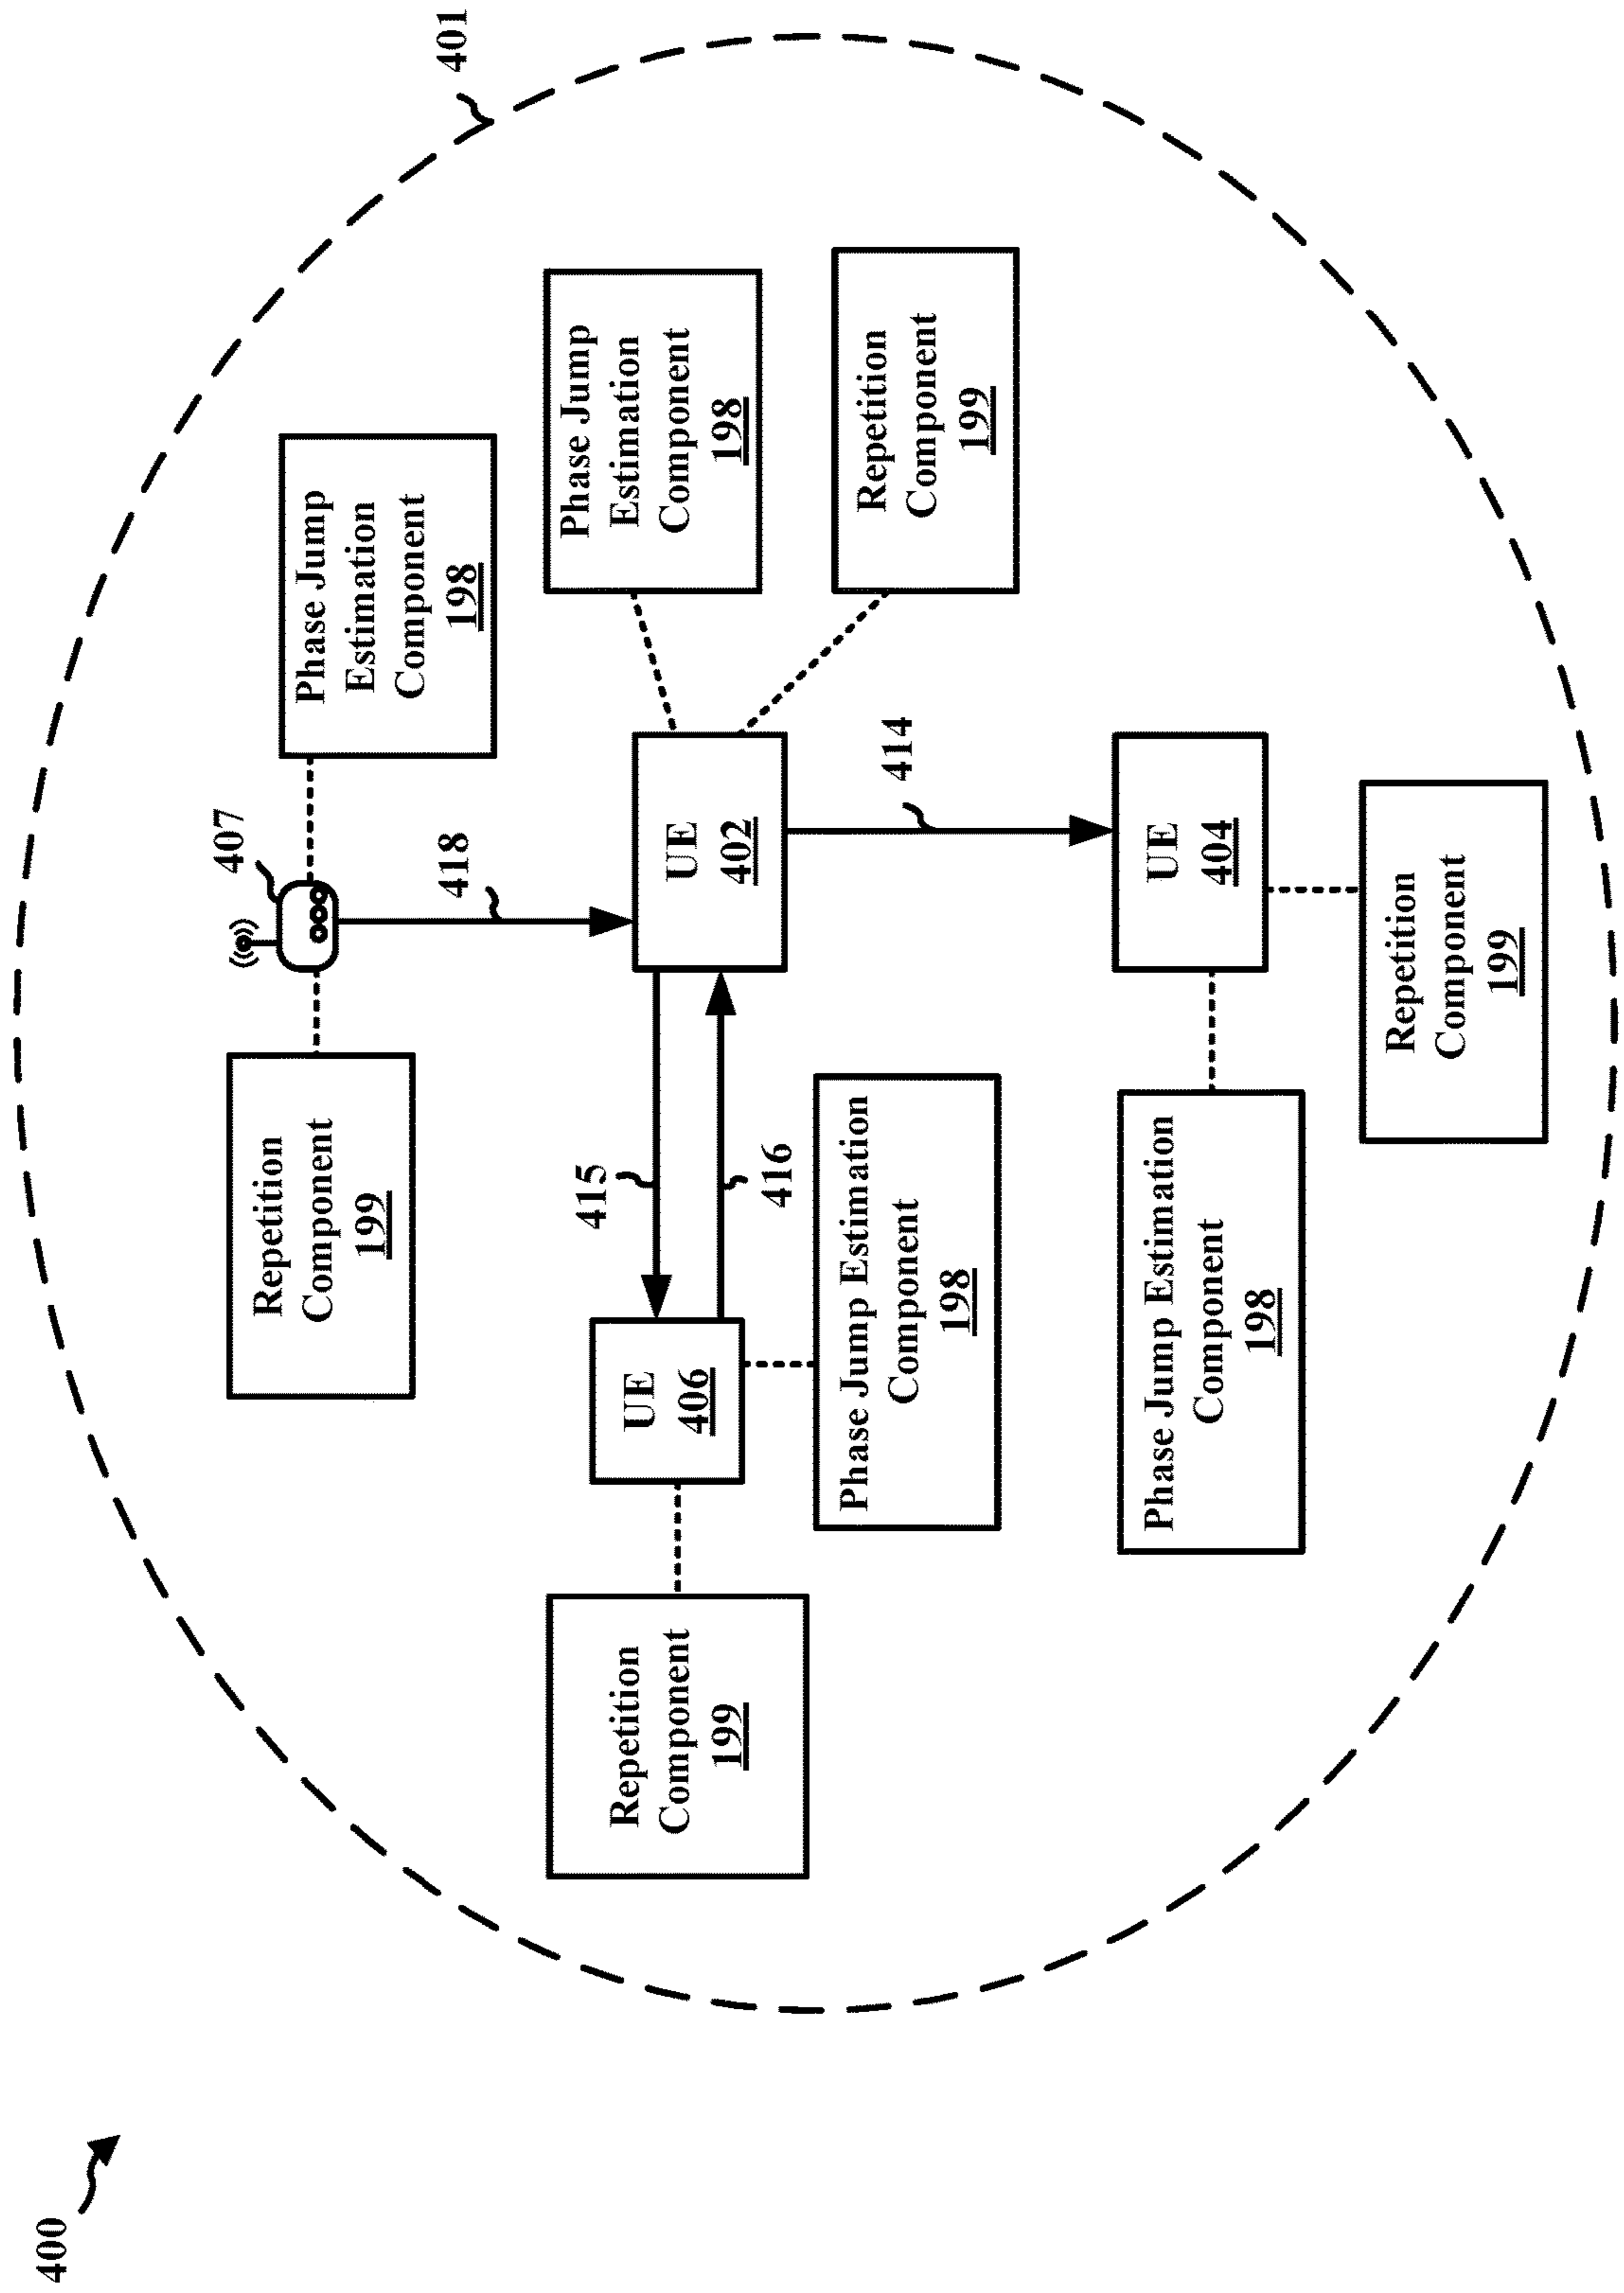 400
401
407
Repetition
Component
199
Phase Jump
Estimation
Component
198
418
UE
406
415
416
UE
402
Phase Jump
Estimation
Component
198
Repetition
Component
199
Repetition
Component
199
Phase Jump Estimation
Component
198
414
UE
404
Phase Jump Estimation
Component
198
Repetition
Component
199